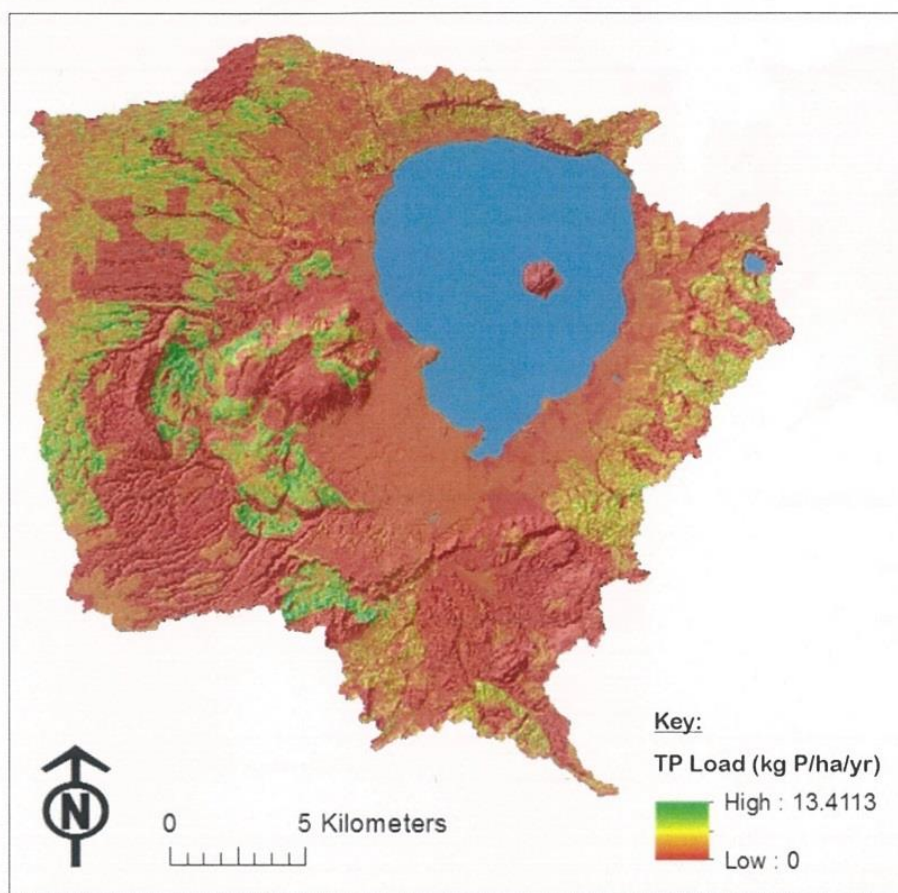 Key:
TP Load (kg P/ha/yr)
High : 13.4113
Low : 0
N
0 5 Kilometers